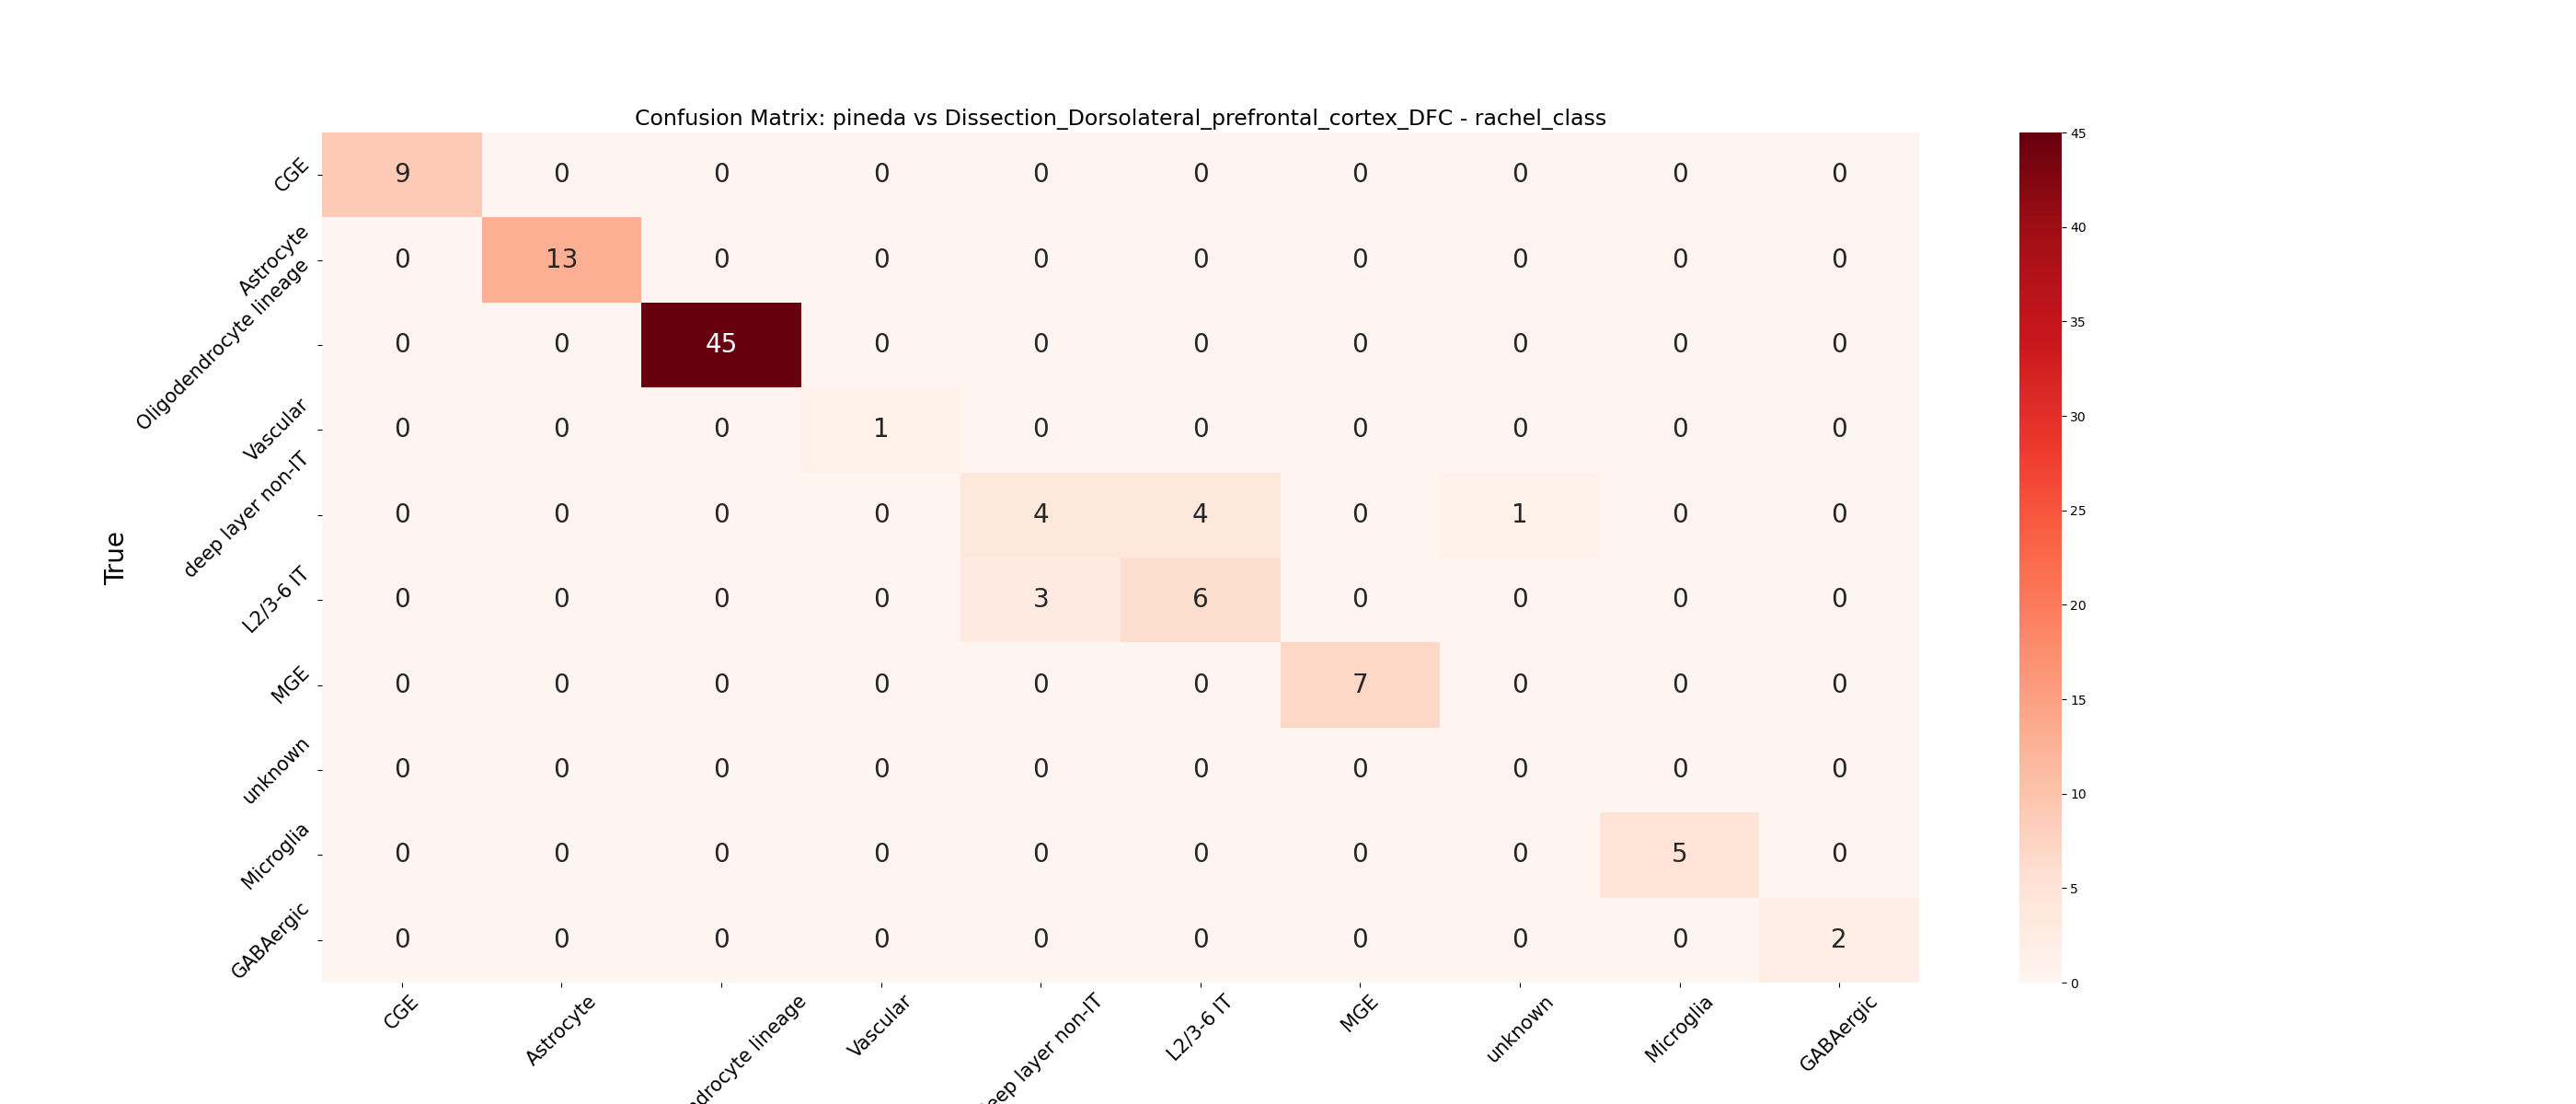 Confusion Matrix: pineda vs Dissection_Dorsolateral_prefrontal_cortex_DFC - rachel_class
True
CGE 9 0 0 0 0 0 0 0 0 0
Astrocyte 0 13 0 0 0 0 0 0 0 0
Oligodendrocyte lineage 0 0 45 0 0 0 0 0 0 0
Vascular 0 0 0 1 0 0 0 0 0 0
deep layer non-IT 0 0 0 0 4 4 0 1 0 0
L2/3-6 IT 0 0 0 0 3 6 0 0 0 0
MGE 0 0 0 0 0 0 7 0 0 0
unknown 0 0 0 0 0 0 0 0 0 0
Microglia 0 0 0 0 0 0 0 0 5 0
GABAergic 0 0 0 0 0 0 0 0 0 2
CGE
Astrocyte
lineage
Vascular
layer non-IT
L2/3-6 IT
MGE
unknown
Microglia
GABAergic
45
40
35
30
25
20
15
10
5
0